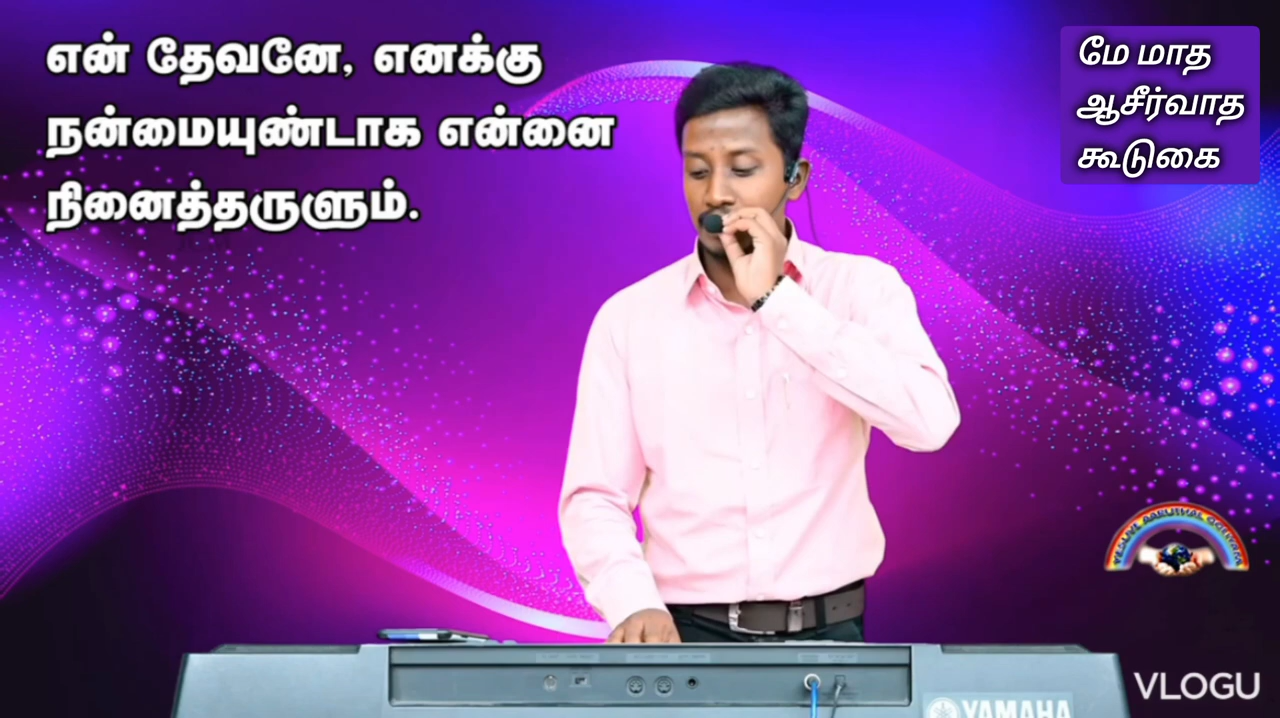 என் தேவனே, எனக்கு
நன்மையுண்டாக என்னை
நினைத்தருளும்.
மே மாத
ஆசீர்வாத
கூடுகை
VLOGU
YAMAHA